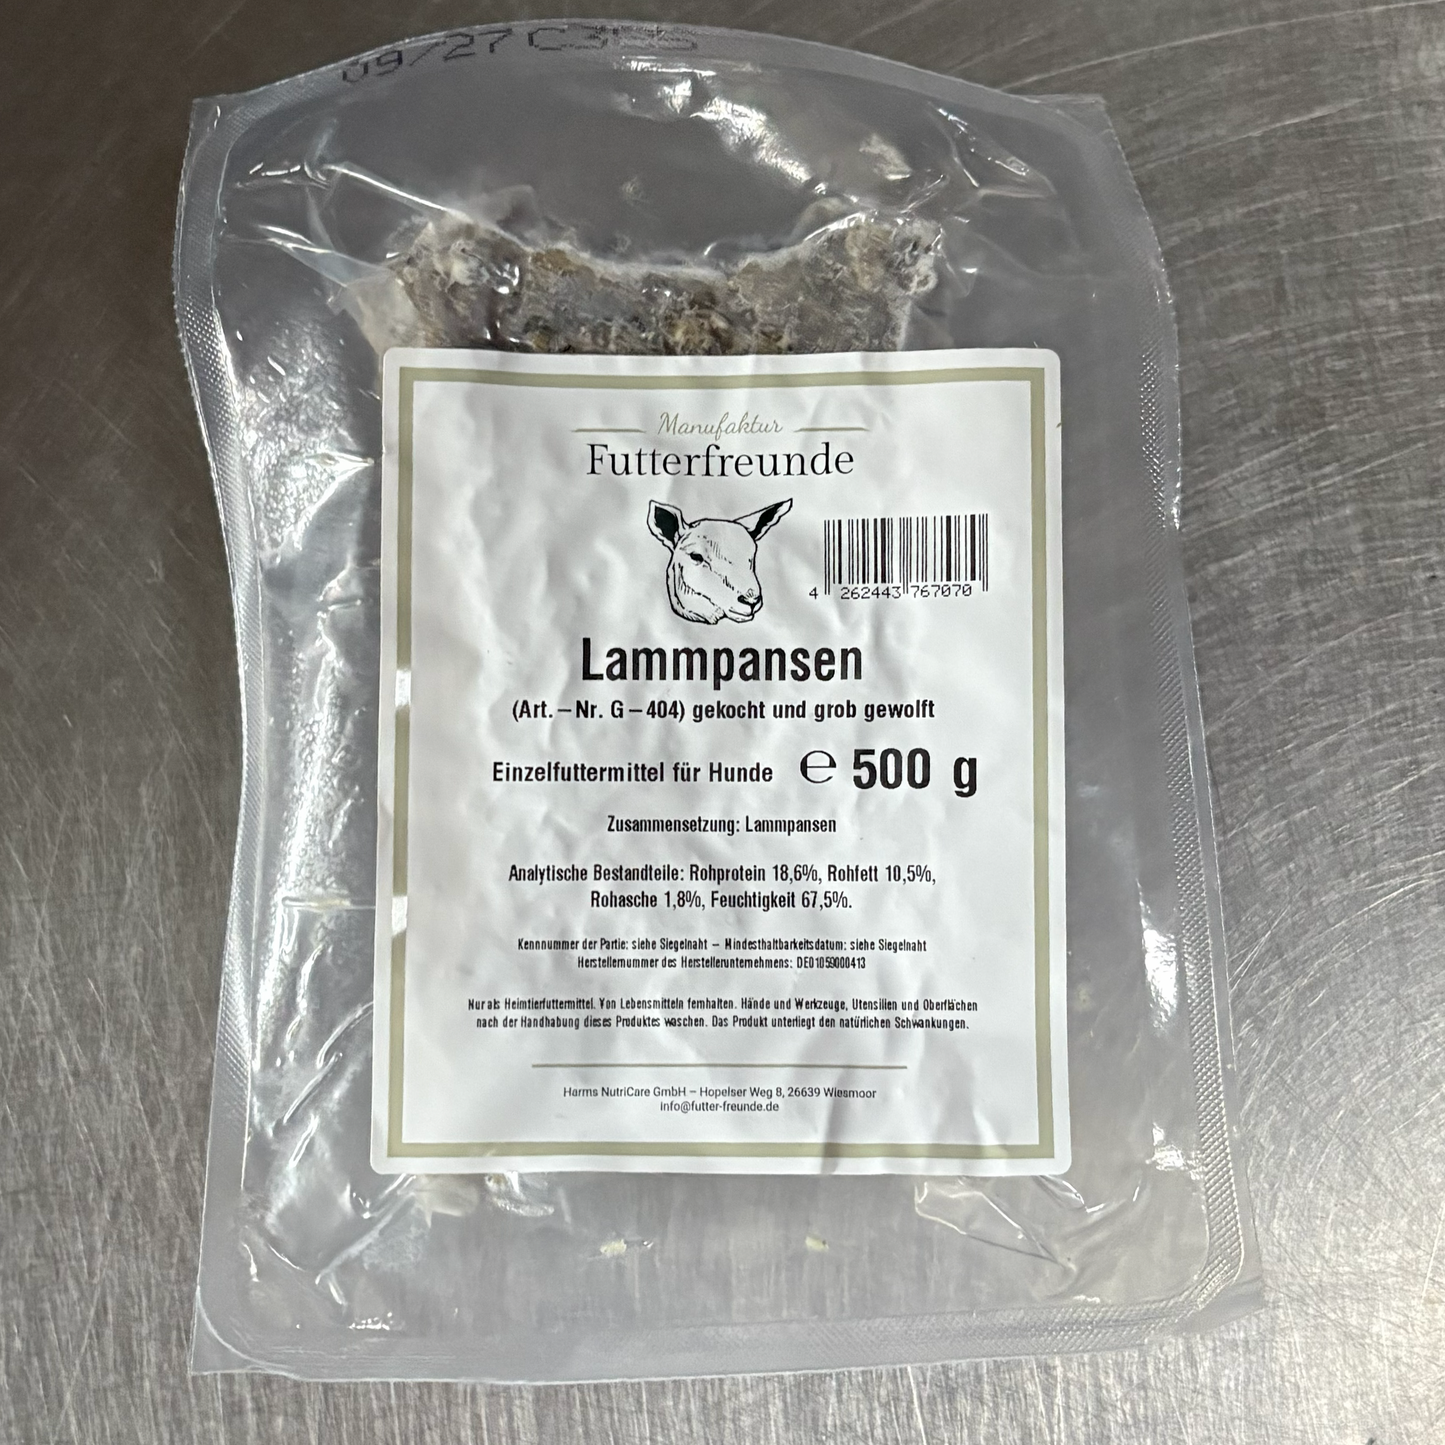 09/27
Manufaktur
Futterfreunde
4 262443 767070
Lammpansen
(Art.–Nr. G–404) gekocht und grob gewolft
Einzelfuttermittel für Hunde ℮ 500 g
Zusammensetzung: Lammpansen
Analytische Bestandteile: Rohprotein 18,6%, Rohfett 10,5%,
Rohasche 1,8%, Feuchtigkeit 67,5%.
Kennnummer der Partie: siehe Siegelnaht – Mindesthaltbarkeitsdatum: siehe Siegelnaht
Herstellernummer des Herstellerunternehmens: DE01059000413
Nur als Heimtierfuttermittel. Von Lebensmitteln fernhalten. Hände und Werkzeuge, Utensilien und Oberflächen
nach der Handhabung dieses Produktes waschen. Das Produkt unterliegt den natürlichen Schwankungen.
Harms NutriCare GmbH – Hopelser Weg 8, 26639 Wiesmoor
info@futter-freunde.de